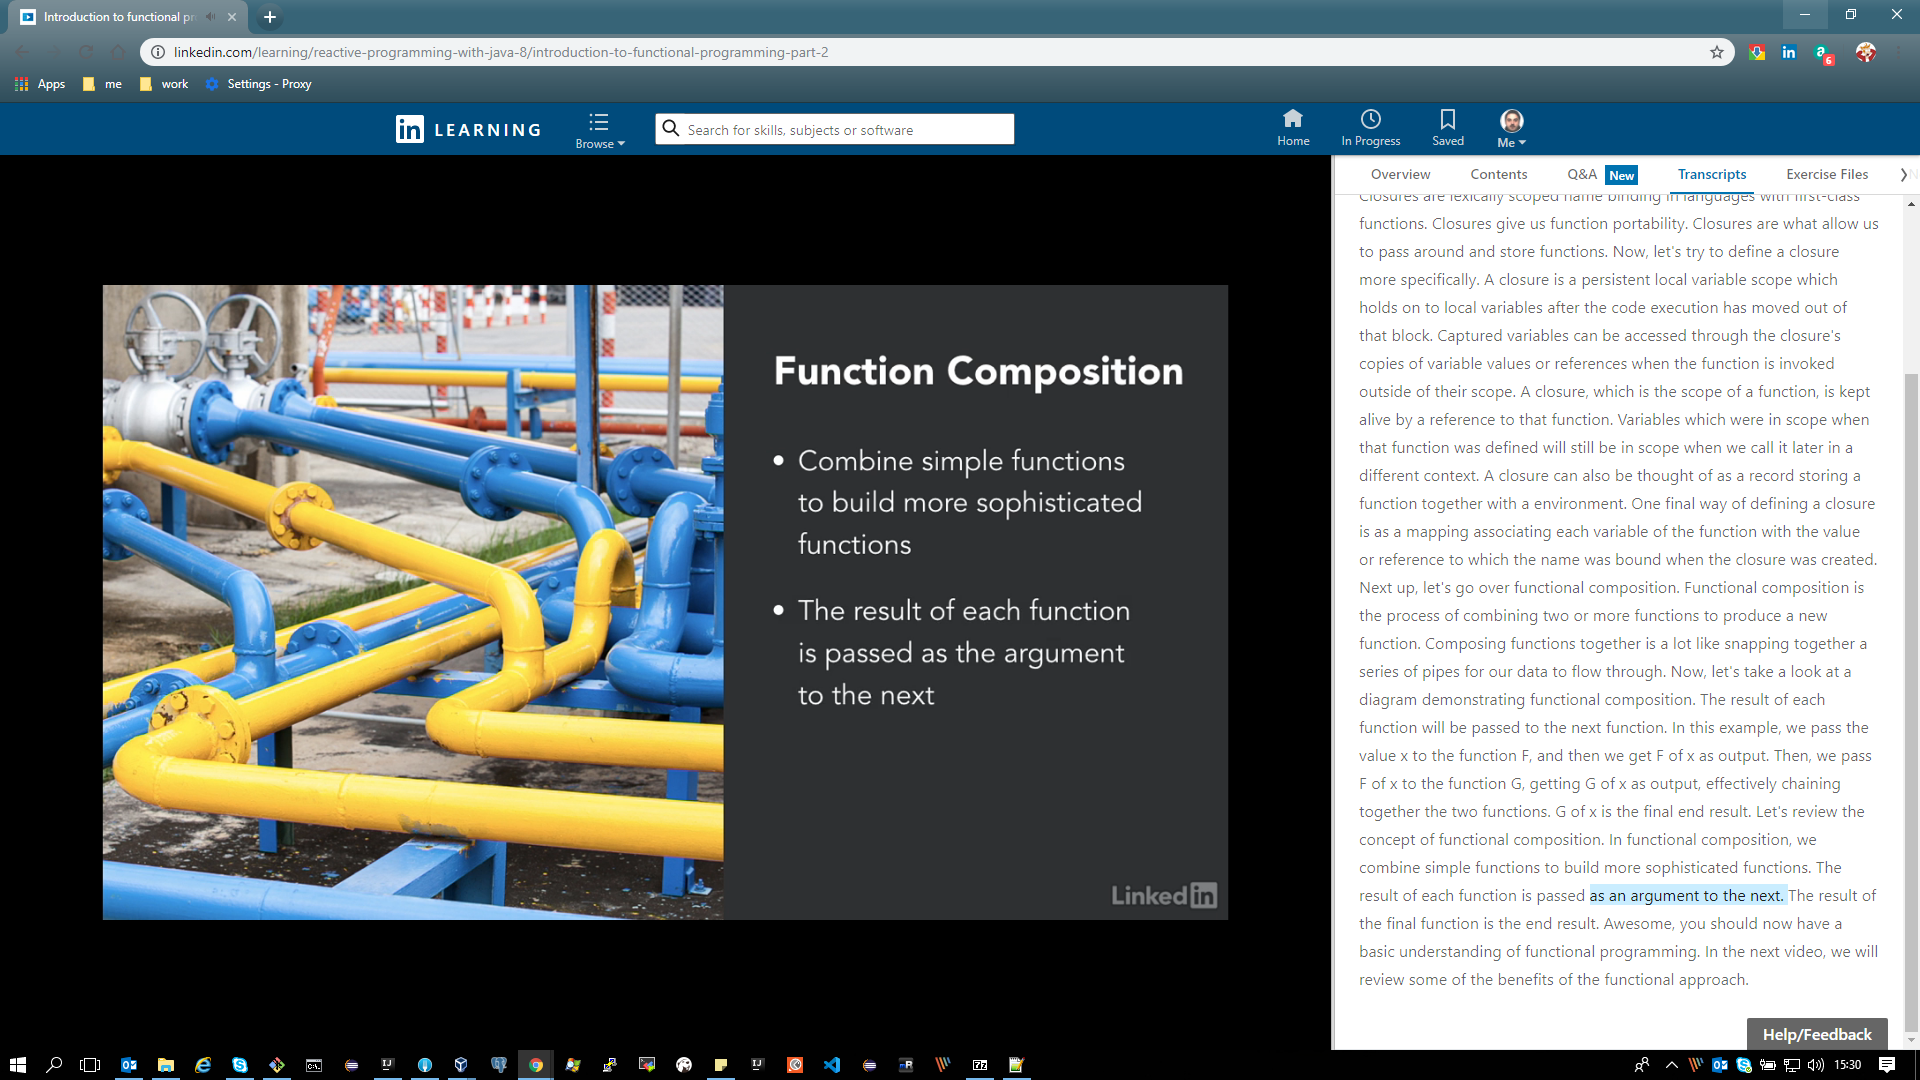 Introduction to functional pr
linkedin.com/learning/reactive-programming-with-java-8/introduction-to-functional-programming-part-2
6
Apps me work Settings - Proxy
in LEARNING
Browse
Search for skills, subjects or software
Home In Progress Saved Me
Overview Contents Q&A New Transcripts Exercise Files
Closures are lexically scoped name binding in languages with first-class
functions. Closures give us function portability. Closures are what allow us
to pass around and store functions. Now, let's try to define a closure
more specifically. A closure is a persistent local variable scope which
holds on to local variables after the code execution has moved out of
that block. Captured variables can be accessed through the closure's
copies of variable values or references when the function is invoked
outside of their scope. A closure, which is the scope of a function, is kept
alive by a reference to that function. Variables which were in scope when
that function was defined will still be in scope when we call it later in a
different context. A closure can also be thought of as a record storing a
function together with a environment. One final way of defining a closure
is as a mapping associating each variable of the function with the value
or reference to which the name was bound when the closure was created.
Next up, let's go over functional composition. Functional composition is
the process of combining two or more functions to produce a new
function. Composing functions together is a lot like snapping together a
series of pipes for our data to flow through. Now, let's take a look at a
diagram demonstrating functional composition. The result of each
function will be passed to the next function. In this example, we pass the
value x to the function F, and then we get F of x as output. Then, we pass
F of x to the function G, getting G of x as output, effectively chaining
together the two functions. G of x is the final end result. Let's review the
concept of functional composition. In functional composition, we
combine simple functions to build more sophisticated functions. The
result of each function is passed as an argument to the next. The result of
the final function is the end result. Awesome, you should now have a
basic understanding of functional programming. In the next video, we will
review some of the benefits of the functional approach.
Function Composition
• Combine simple functions
to build more sophisticated
functions
• The result of each function
is passed as the argument
to the next
Linked in
Help/Feedback
15:30